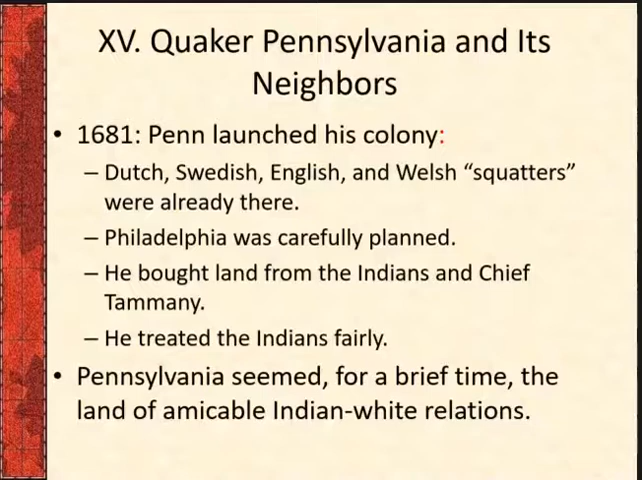 XV. Quaker Pennsylvania and Its
Neighbors
• 1681: Penn launched his colony:
– Dutch, Swedish, English, and Welsh “squatters”
were already there.
– Philadelphia was carefully planned.
– He bought land from the Indians and Chief
Tammany.
– He treated the Indians fairly.
• Pennsylvania seemed, for a brief time, the
land of amicable Indian-white relations.